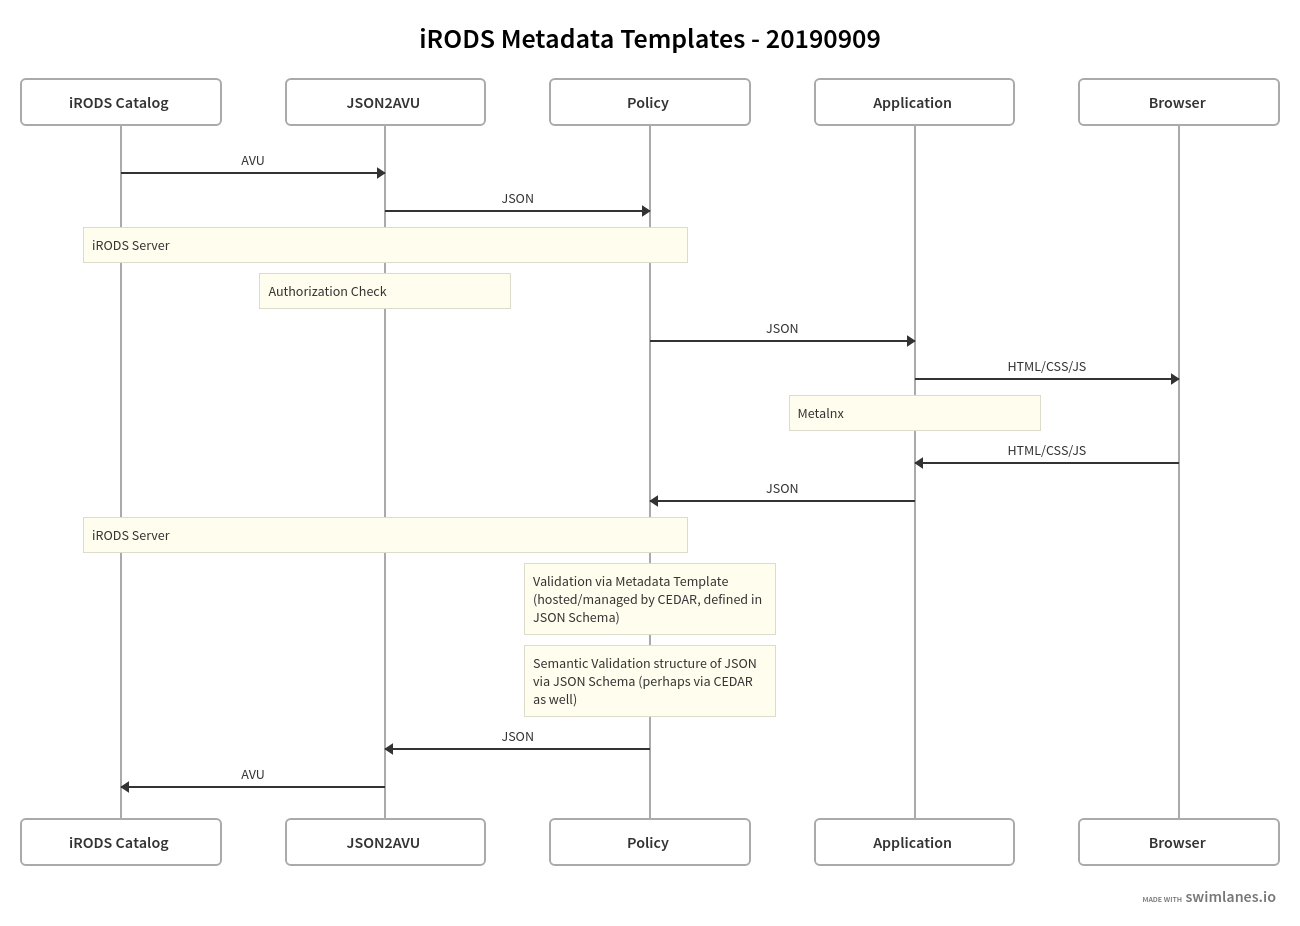 iRODS Metadata Templates - 20190909
iRODS Catalog
JSON2AVU
Policy
Application
Browser
AVU
JSON
iRODS Server
Authorization Check
JSON
HTML/CSS/JS
Metalnx
HTML/CSS/JS
JSON
iRODS Server
Validation via Metadata Template
(hosted/managed by CEDAR, defined in
JSON Schema)
Semantic Validation structure of JSON
via JSON Schema (perhaps via CEDAR
as well)
JSON
AVU
iRODS Catalog
JSON2AVU
Policy
Application
Browser
MADE WITH swimlanes.io